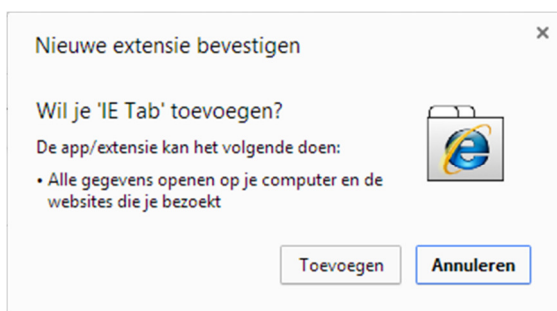 Nieuwe extensie bevestigen
Wil je 'IE Tab' toevoegen?
De app/extensie kan het volgende doen:
• Alle gegevens openen op je computer en de
websites die je bezoekt
Toevoegen
Annuleren